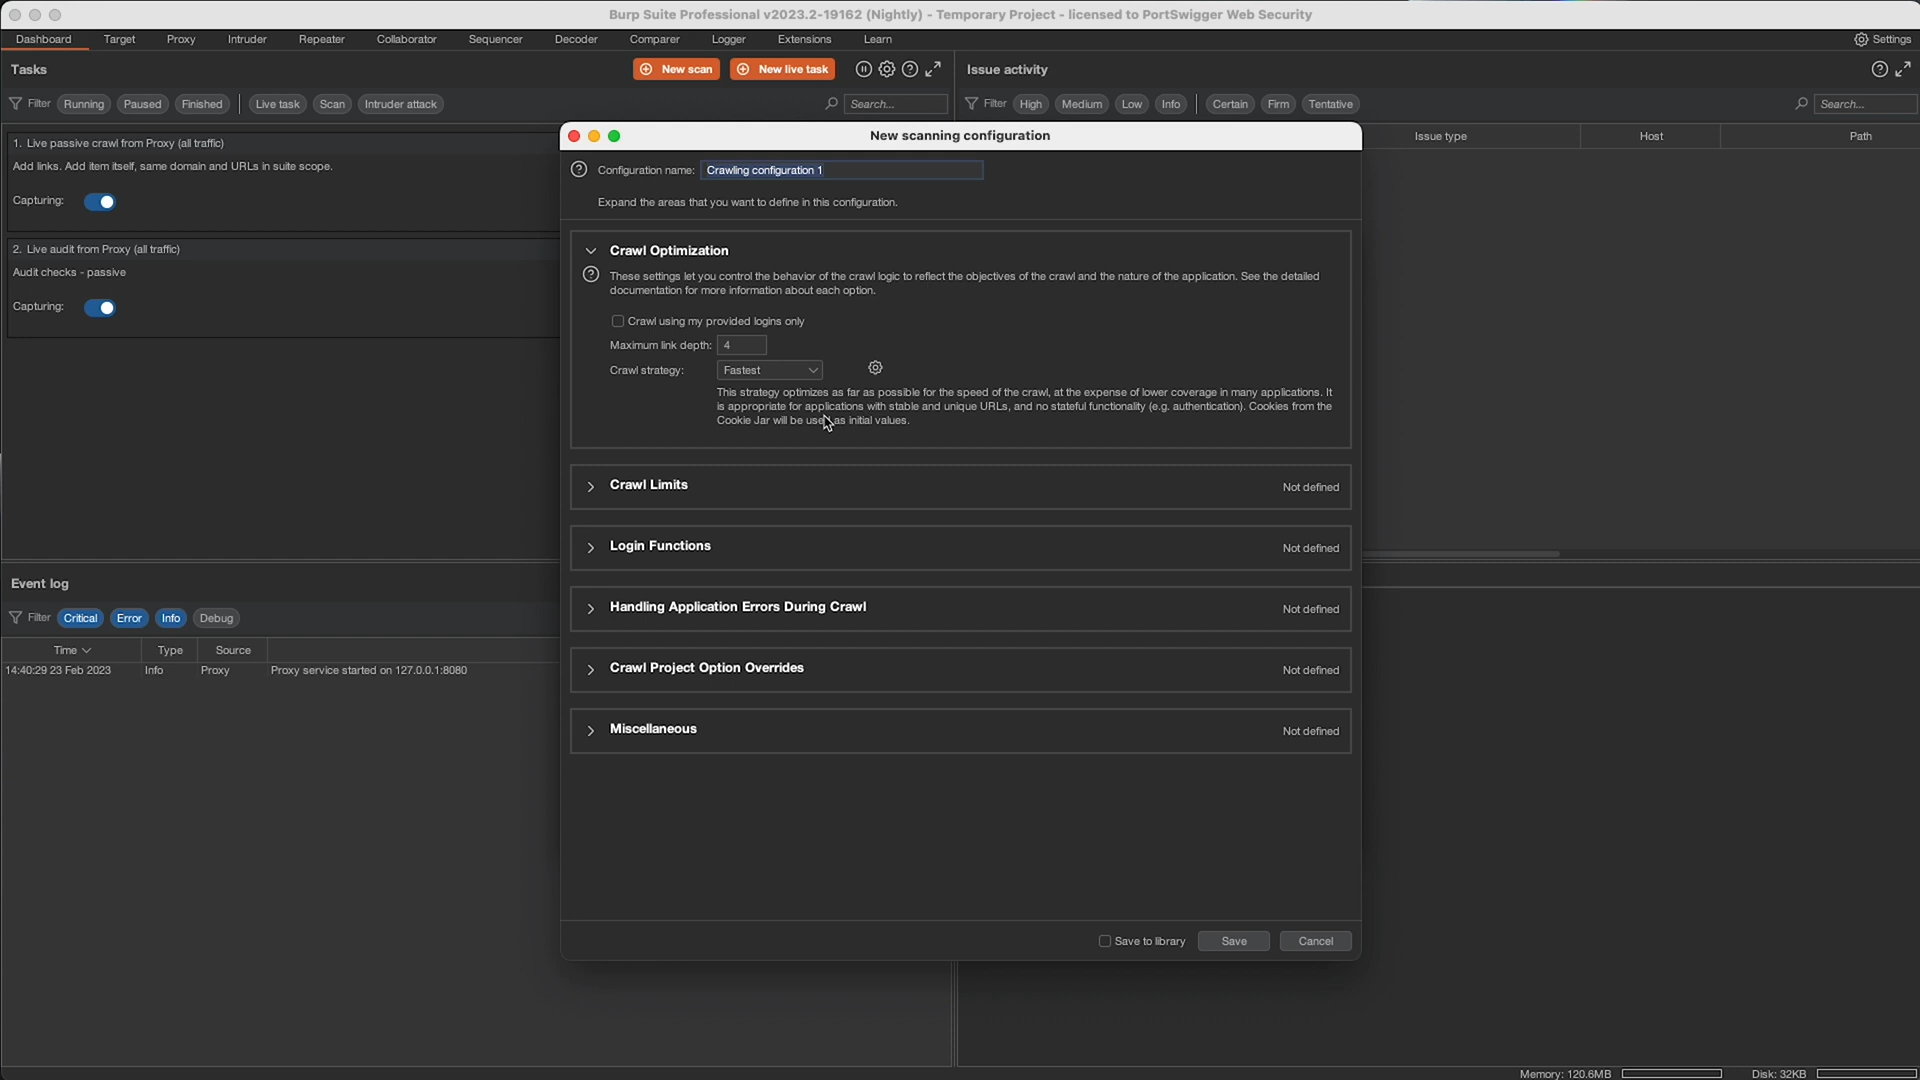 Burp Suite Professional v2023.2-19162 (Nightly) - Temporary Project - licensed to PortSwigger Web Security
Dashboard Target Proxy Intruder Repeater Collaborator Sequencer Decoder Comparer Logger Extensions Learn Settings
Tasks New scan New live task
Filter Running Paused Finished Live task Scan Intruder attack Search...
1. Live passive crawl from Proxy (all traffic)
Add links. Add item itself, same domain and URLs in suite scope.
Capturing:
2. Live audit from Proxy (all traffic)
Audit checks - passive
Capturing:
Issue activity
Filter High Medium Low Info Certain Firm Tentative Search...
Issue type Host Path
New scanning configuration
Configuration name: Crawling configuration 1
Expand the areas that you want to define in this configuration.
Crawl Optimization
These settings let you control the behavior of the crawl logic to reflect the objectives of the crawl and the nature of the application. See the detailed
documentation for more information about each option.
Crawl using my provided logins only
Maximum link depth: 4
Crawl strategy: Fastest
This strategy optimizes as far as possible for the speed of the crawl, at the expense of lower coverage in many applications. It
is appropriate for applications with stable and unique URLs, and no stateful functionality (e.g. authentication). Cookies from the
Cookie Jar will be used as initial values.
Crawl Limits Not defined
Login Functions Not defined
Handling Application Errors During Crawl Not defined
Crawl Project Option Overrides Not defined
Miscellaneous Not defined
Save to library Save Cancel
Event log
Filter Critical Error Info Debug
Time Type Source
14:40:29 23 Feb 2023 Info Proxy Proxy service started on 127.0.0.1:8080
Memory: 120.6MB Disk: 32KB